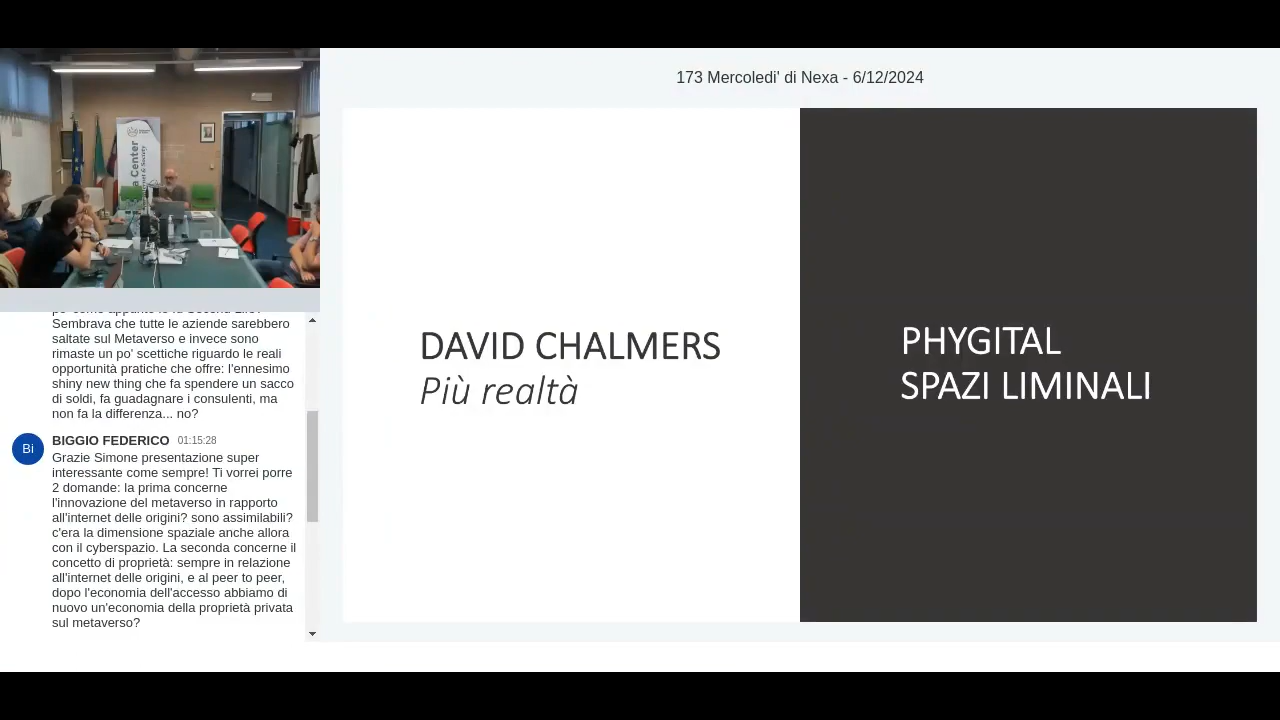 173 Mercoledi' di Nexa - 6/12/2024
DAVID CHALMERS
Più realtà
PHYGITAL
SPAZI LIMINALI
Sembrava che tutte le aziende sarebbero
saltate sul Metaverso e invece sono
rimaste un po' scettiche riguardo le reali
opportunità pratiche che offre: l'ennesimo
shiny new thing che fa spendere un sacco
di soldi, fa guadagnare i consulenti, ma
non fa la differenza... no?
Bi
BIGGIO FEDERICO 01:15:28
Grazie Simone presentazione super
interessante come sempre! Ti vorrei porre
2 domande: la prima concerne
l'innovazione del metaverso in rapporto
all'internet delle origini? sono assimilabili?
c'era la dimensione spaziale anche allora
con il cyberspazio. La seconda concerne il
concetto di proprietà: sempre in relazione
all'internet delle origini, e al peer to peer,
dopo l'economia dell'accesso abbiamo di
nuovo un'economia della proprietà privata
sul metaverso?